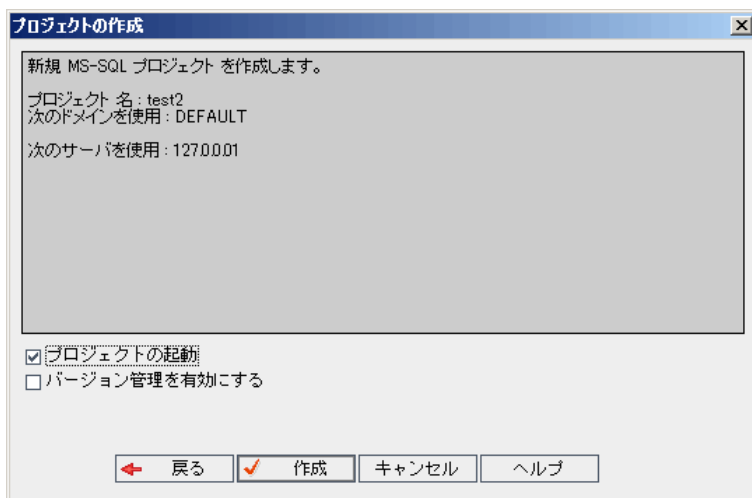 プロジェクトの作成
新規 MS-SQL プロジェクト を作成します。
プロジェクト 名 : test2
次のドメインを使用 : DEFAULT
次のサーバを使用 : 127.0.0.01
プロジェクトの起動
バージョン管理を有効にする
戻る
作成
キャンセル
ヘルプ